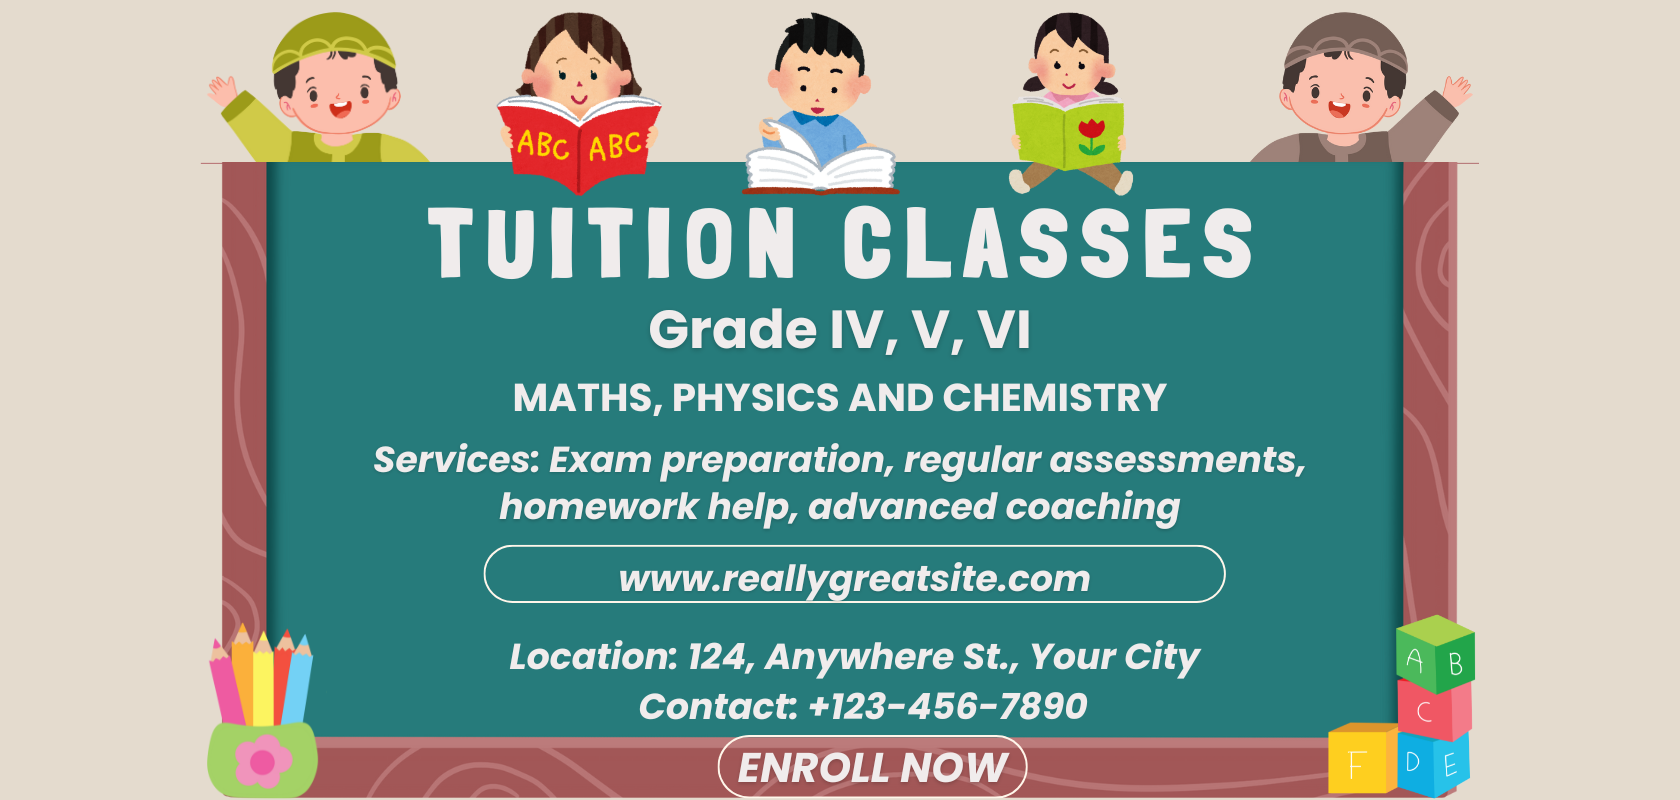 ABC ABC
TUITION CLASSES
Grade IV, V, VI
MATHS, PHYSICS AND CHEMISTRY
Services: Exam preparation, regular assessments,
homework help, advanced coaching
www.reallygreatsite.com
Location: 124, Anywhere St., Your City
Contact: +123-456-7890
ENROLL NOW
A B
C
F D E